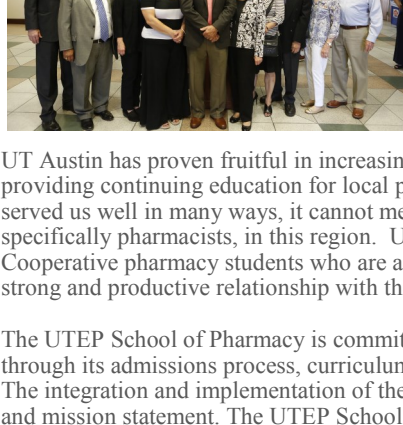 UT Austin has proven fruitful in increasin
providing continuing education for local p
served us well in many ways, it cannot me
specifically pharmacists, in this region.  U
Cooperative pharmacy students who are a
strong and productive relationship with th
The UTEP School of Pharmacy is commit
through its admissions process, curriculun
The integration and implementation of the
and mission statement. The UTEP School